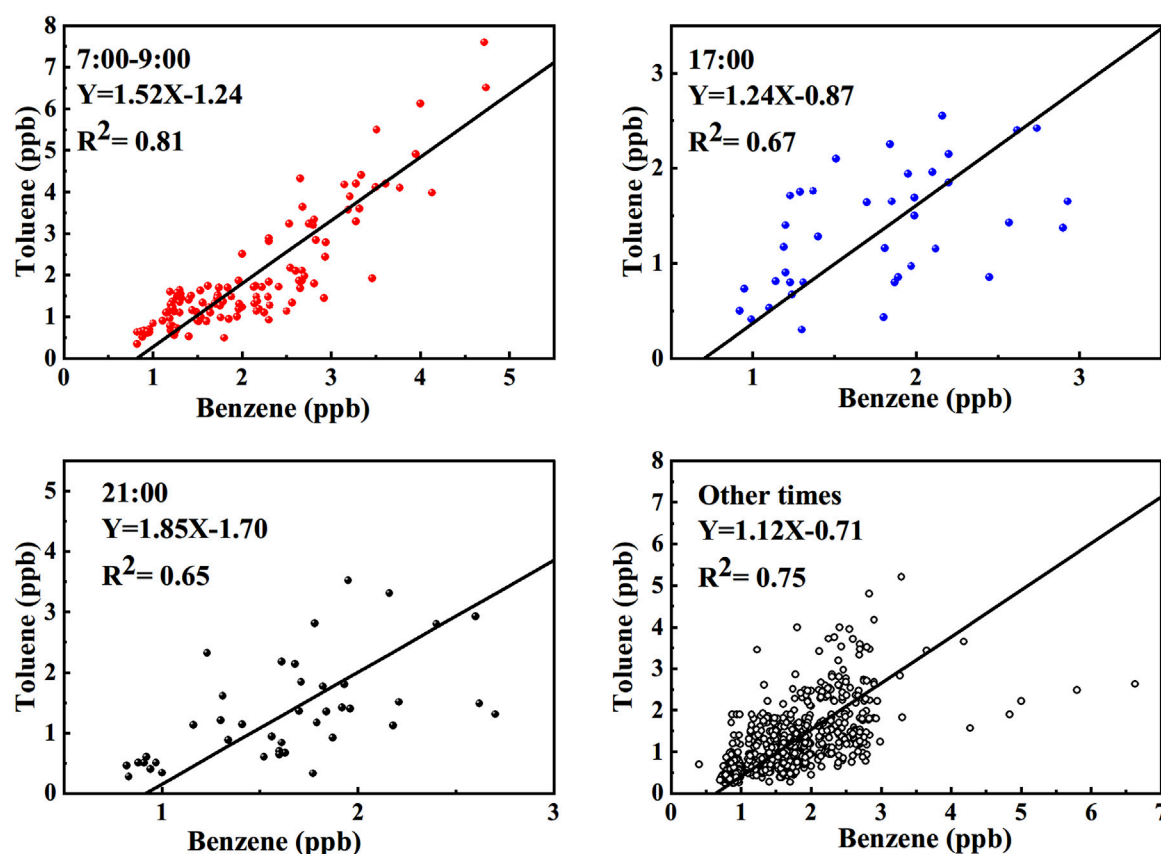 8
7
6
5
4
3
2
1
0
7:00-9:00
Y=1.52X-1.24
R²= 0.81
Toluene (ppb)
0 1 2 3 4 5
Benzene (ppb)
3
2
1
0
17:00
Y=1.24X-0.87
R²= 0.67
Toluene (ppb)
1 2 3
Benzene (ppb)
5
4
3
2
1
0
21:00
Y=1.85X-1.70
R²= 0.65
Toluene (ppb)
1 2 3
Benzene (ppb)
8
7
6
5
4
3
2
1
0
Other times
Y=1.12X-0.71
R²= 0.75
Toluene (ppb)
0 1 2 3 4 5 6 7
Benzene (ppb)